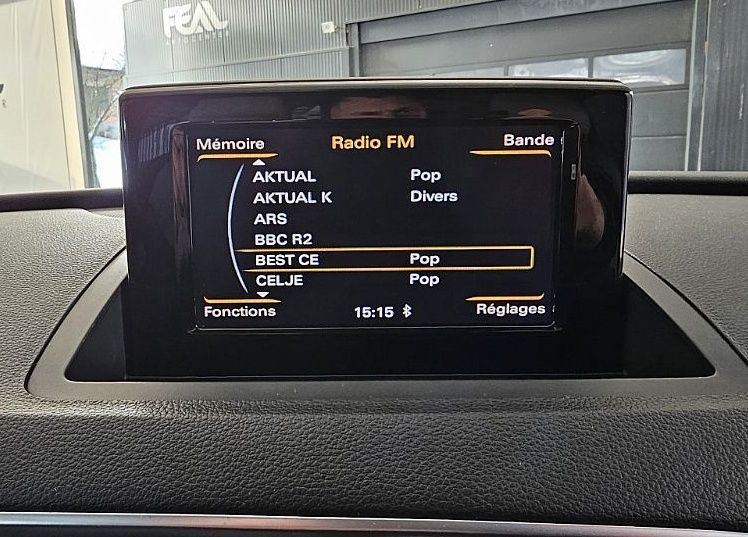 FEAL
Mémoire Radio FM Bande
AKTUAL Pop
AKTUAL K Divers
ARS
BBC R2
BEST CE Pop
CELJE Pop
Fonctions 15:15 Réglages